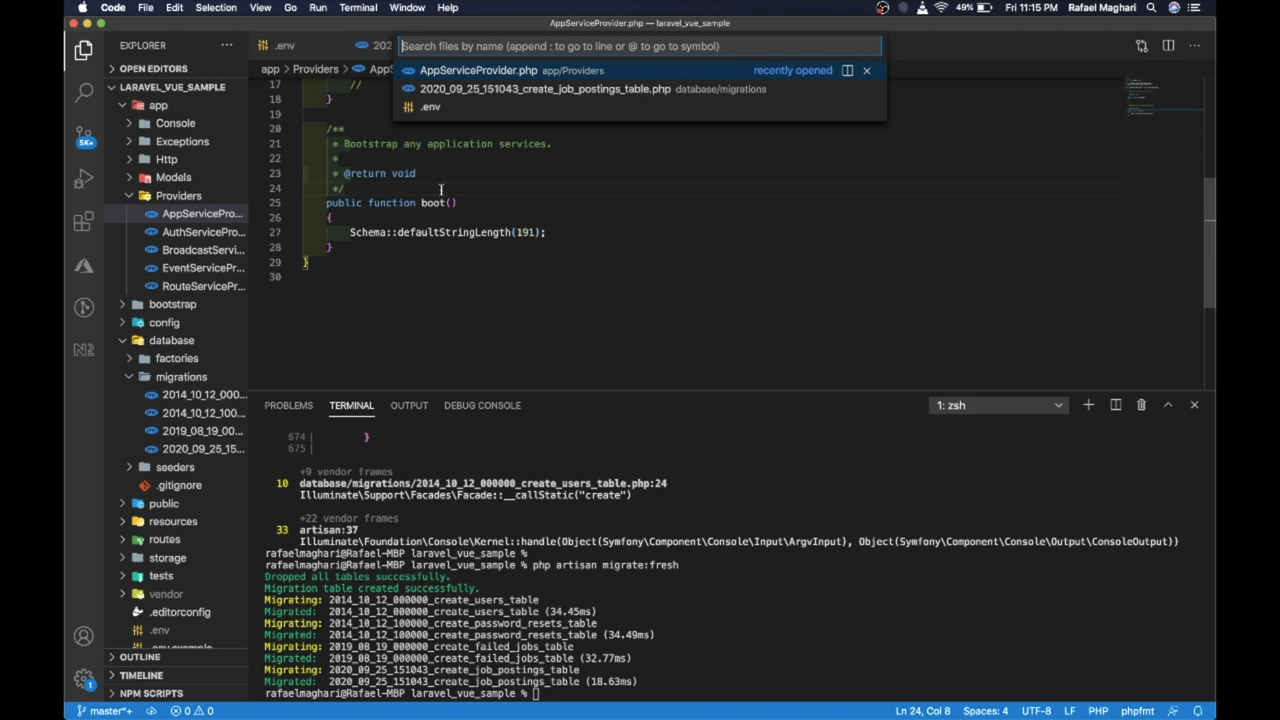 Code File Edit Selection View Go Run Terminal Window Help 49% Fri 11:15 PM Rafael Maghari
AppServiceProvider.php — laravel_vue_sample
EXPLORER
OPEN EDITORS
LARAVEL_VUE_SAMPLE
app
Console
Exceptions
Http
Models
Providers
AppServicePro...
AuthServicePro...
BroadcastServi...
EventServicePr...
RouteServicePr...
bootstrap
config
database
factories
migrations
2014_10_12_000...
2014_10_12_100...
2019_08_19_00...
2020_09_25_15...
seeders
.gitignore
public
resources
routes
storage
tests
vendor
.editorconfig
.env
.env.example
OUTLINE
TIMELINE
NPM SCRIPTS
5K+
1
.env
202
Search files by name (append : to go to line or @ to go to symbol)
AppServiceProvider.php app/Providers recently opened
2020_09_25_151043_create_job_postings_table.php database/migrations
.env
app > Providers > AppS
17 //
18 }
19
20 /**
21 * Bootstrap any application services.
22 *
23 * @return void
24 */
25 public function boot()
26 {
27 Schema::defaultStringLength(191);
28 }
29 }
30
PROBLEMS TERMINAL OUTPUT DEBUG CONSOLE 1: zsh
674| }
675|
+9 vendor frames
10 database/migrations/2014_10_12_000000_create_users_table.php:24
Illuminate\Support\Facades\Facade::__callStatic("create")
+22 vendor frames
33 artisan:37
Illuminate\Foundation\Console\Kernel::handle(Object(Symfony\Component\Console\Input\ArgvInput), Object(Symfony\Component\Console\Output\ConsoleOutput))
rafaelmaghari@Rafael-MBP laravel_vue_sample %
rafaelmaghari@Rafael-MBP laravel_vue_sample % php artisan migrate:fresh
Dropped all tables successfully.
Migration table created successfully.
Migrating: 2014_10_12_000000_create_users_table
Migrated: 2014_10_12_000000_create_users_table (34.45ms)
Migrating: 2014_10_12_100000_create_password_resets_table
Migrated: 2014_10_12_100000_create_password_resets_table (34.49ms)
Migrating: 2019_08_19_000000_create_failed_jobs_table
Migrated: 2019_08_19_000000_create_failed_jobs_table (32.77ms)
Migrating: 2020_09_25_151043_create_job_postings_table
Migrated: 2020_09_25_151043_create_job_postings_table (18.63ms)
rafaelmaghari@Rafael-MBP laravel_vue_sample %
master*+ 0 0 Ln 24, Col 8 Spaces: 4 UTF-8 LF PHP phpfmt